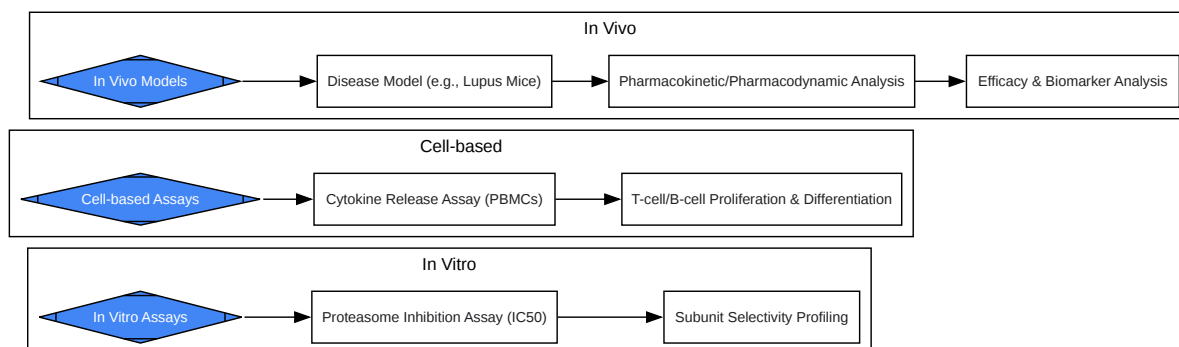 In Vivo
In Vivo Models
Disease Model (e.g., Lupus Mice)
Pharmacokinetic/Pharmacodynamic Analysis
Efficacy & Biomarker Analysis
Cell-based
Cell-based Assays
Cytokine Release Assay (PBMCs)
T-cell/B-cell Proliferation & Differentiation
In Vitro
In Vitro Assays
Proteasome Inhibition Assay (IC50)
Subunit Selectivity Profiling